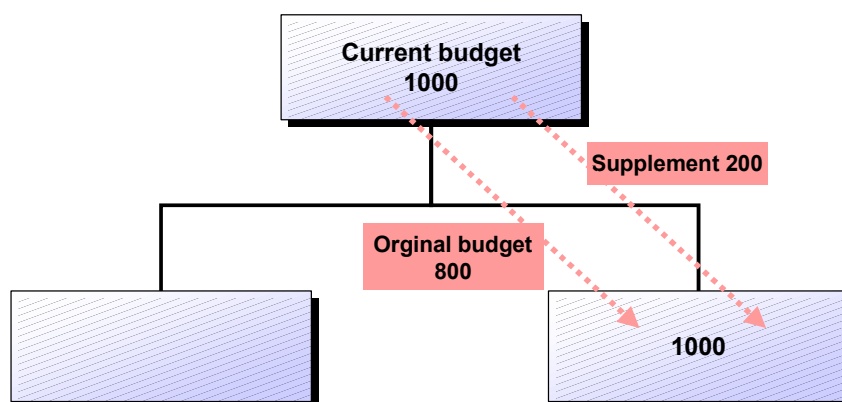 Current budget
1000
Supplement 200
Orginal budget
800
1000